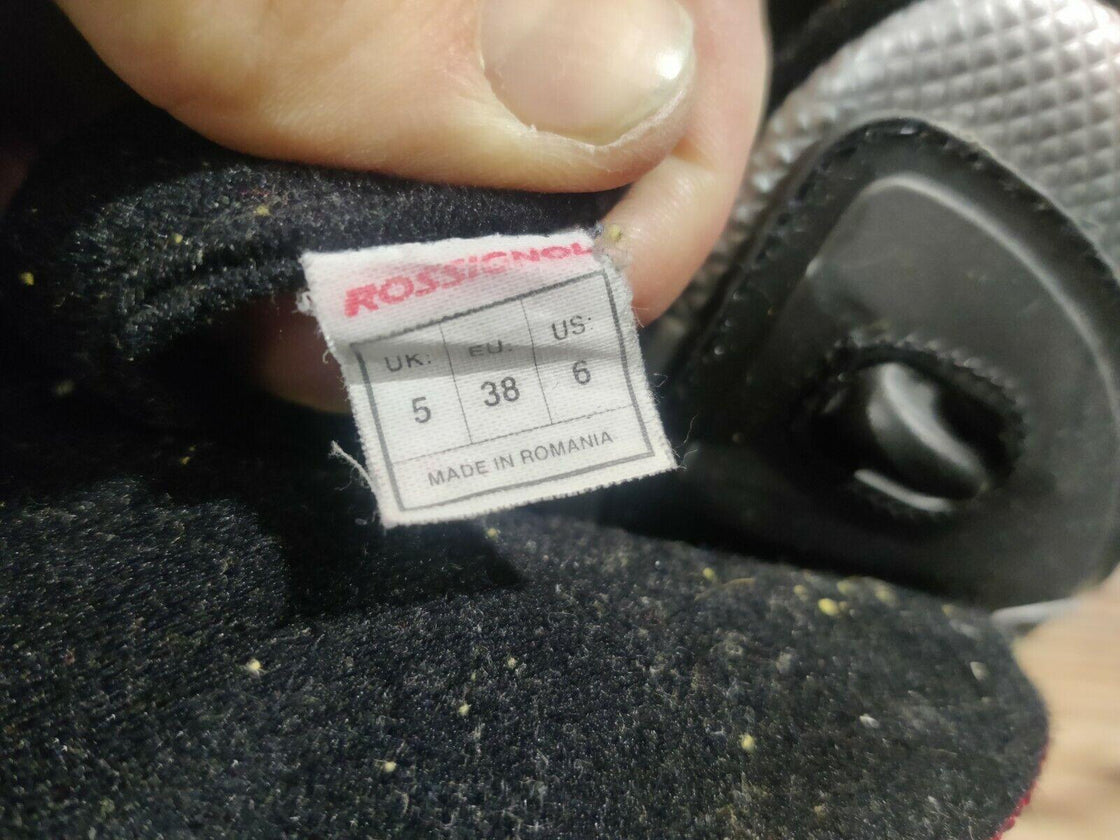 ROSSIGNOL
UK: EU: US:
5 38 6
MADE IN ROMANIA